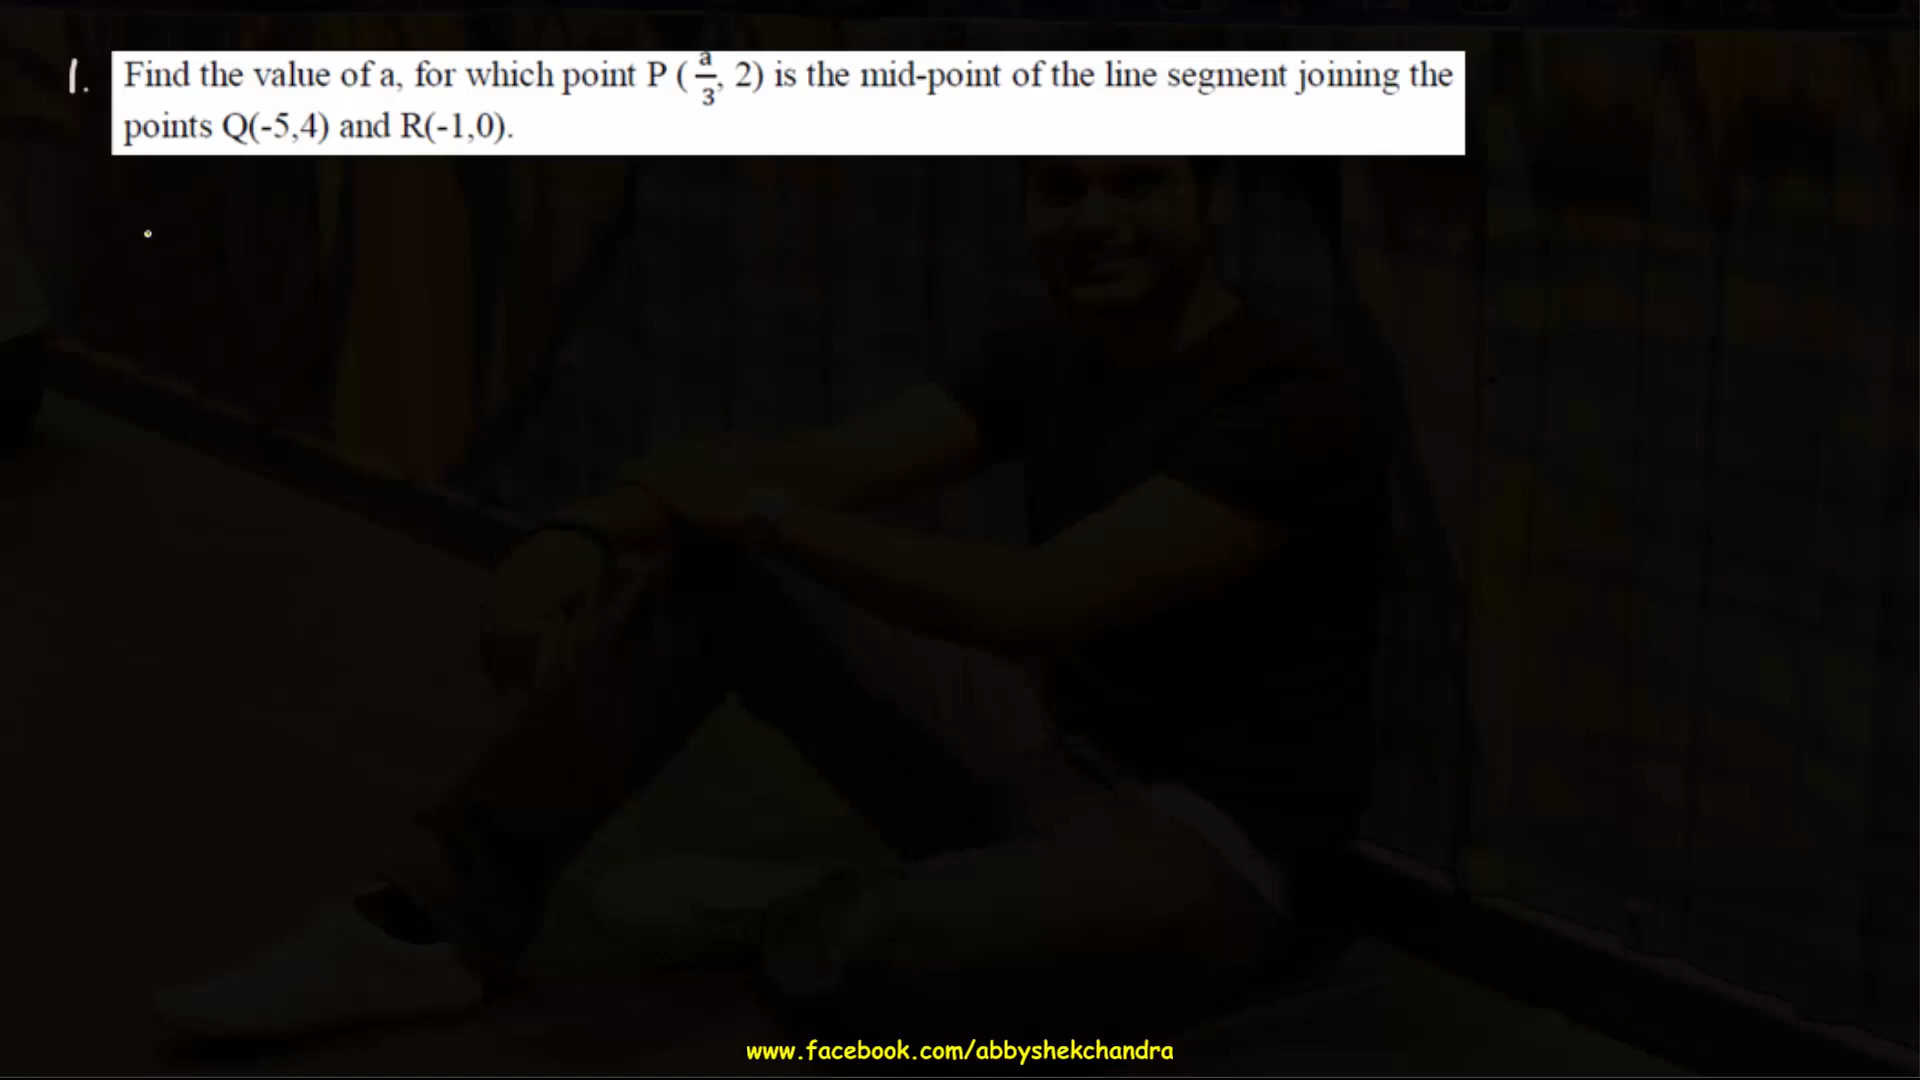 1. Find the value of a, for which point P (a/3, 2) is the mid-point of the line segment joining the
points Q(-5,4) and R(-1,0).
www.facebook.com/abbyshekchandra